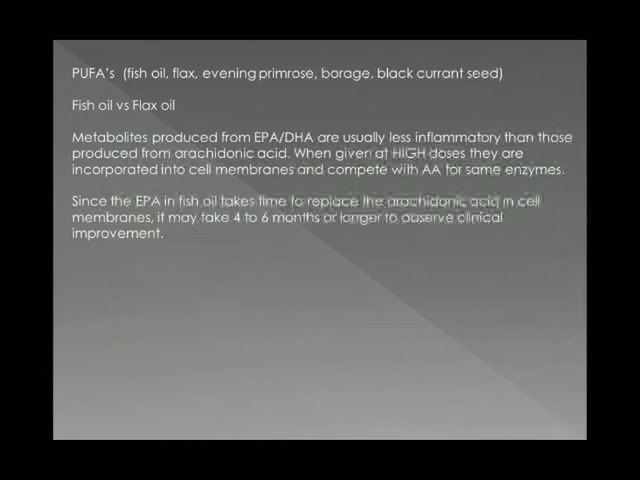 PUFA's (fish oil, flax, evening primrose, borage, black currant seed)
Fish oil vs Flax oil
Metabolites produced from EPA/DHA are usually less inflammatory than those
produced from arachidonic acid. When given at HIGH doses they are
incorporated into cell membranes and compete with AA for same enzymes.
Since the EPA in fish oil takes time to replace the arachidonic acid in cell
membranes, it may take 4 to 6 months or longer to observe clinical
improvement.